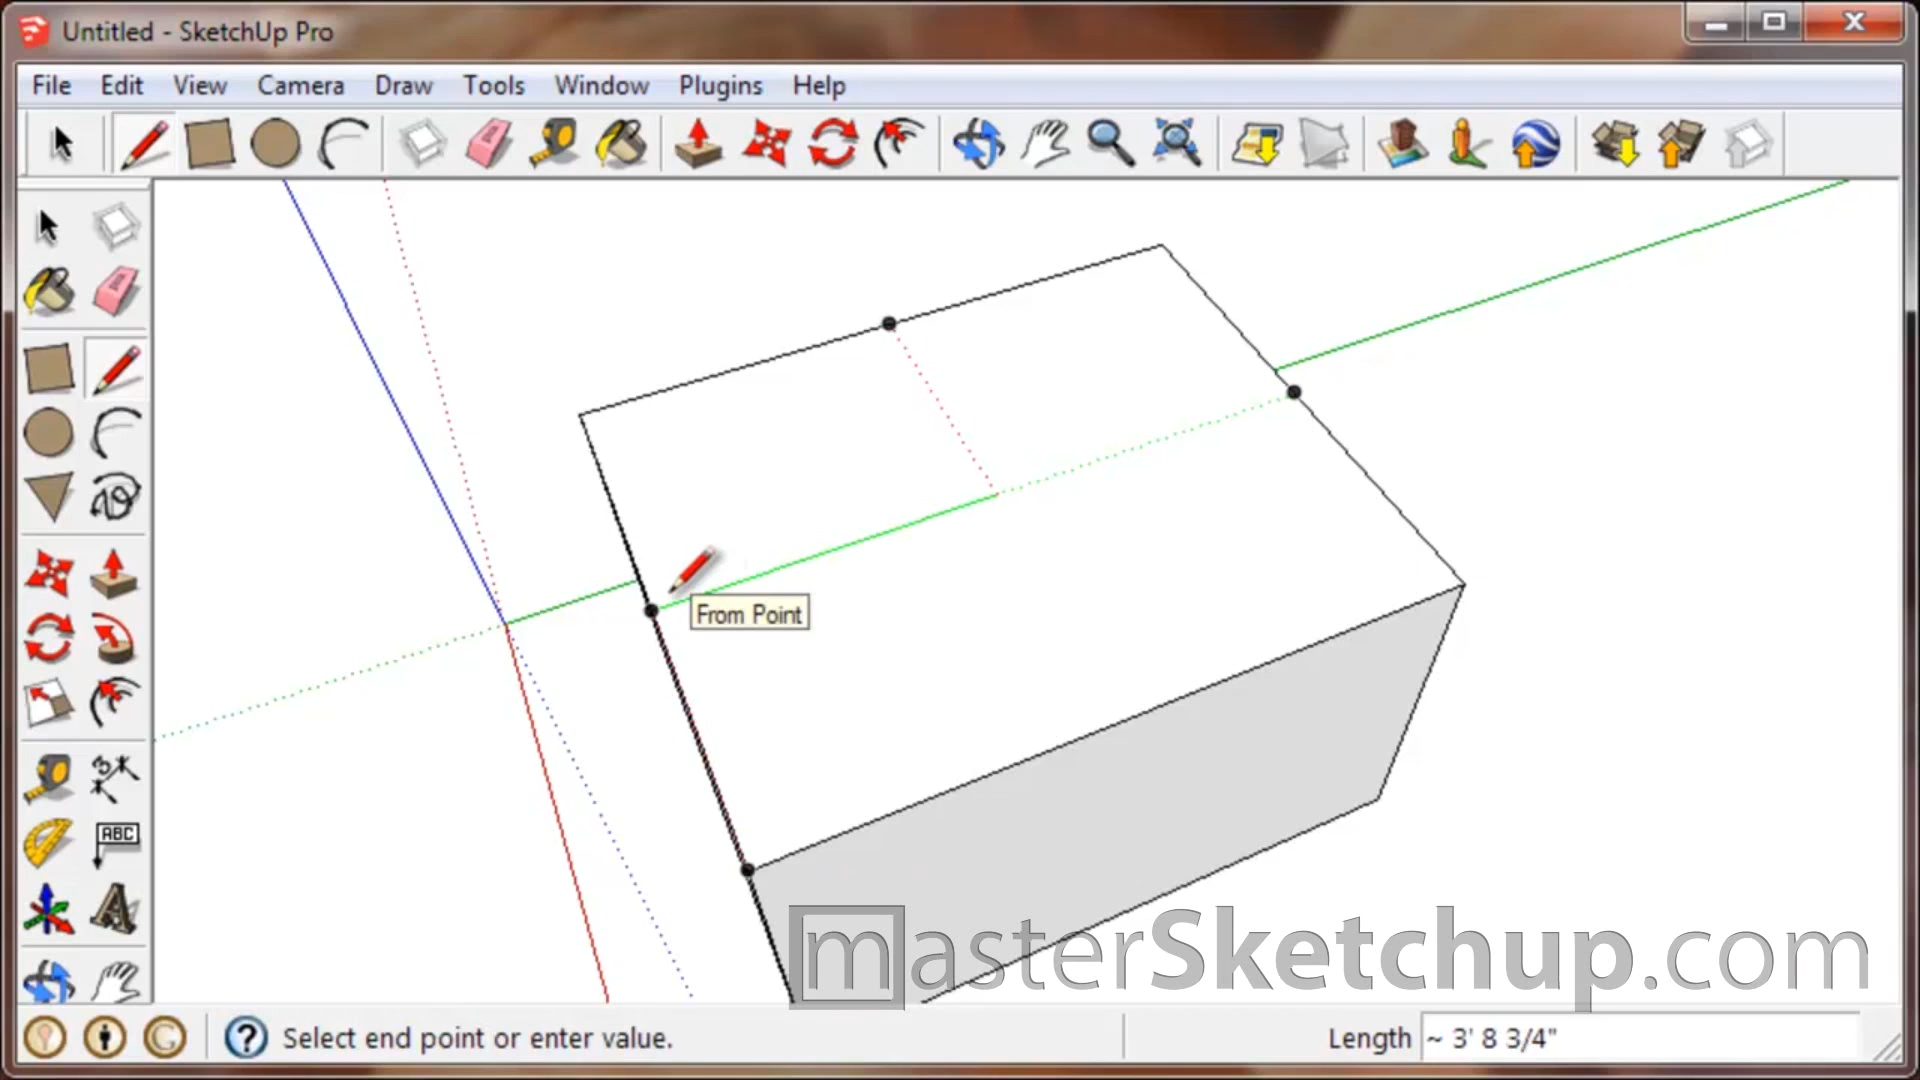 Untitled - SketchUp Pro
File Edit View Camera Draw Tools Window Plugins Help
From Point
ABC
masterSketchup.com
Select end point or enter value.
Length ~ 3' 8 3/4"